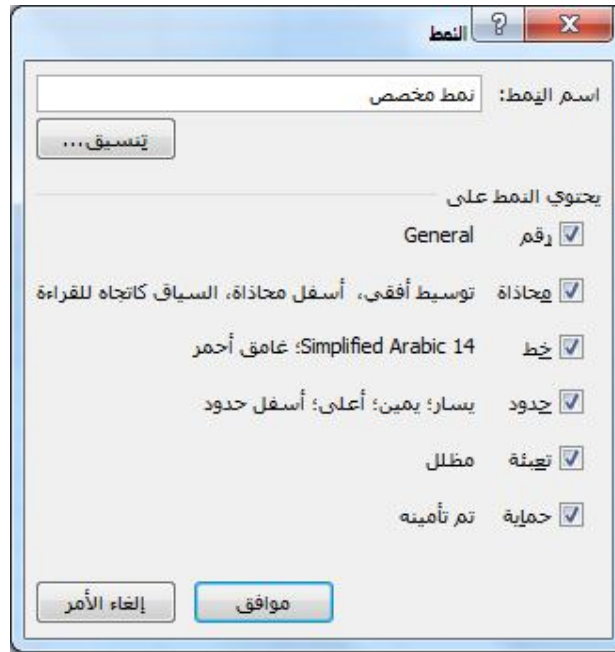 النمط
اسم النمط: نمط مخصص
تنسيق...
يحتوي النمط على
رقم General
محاذاة توسيط أفقي، أسفل محاذاة، السياق كاتجاه للقراءة
خط Simplified Arabic 14؛ غامق أحمر
حدود يسار؛ يمين؛ أعلى؛ أسفل حدود
تعبئة مظلل
حماية تم تأمينه
موافق إلغاء الأمر